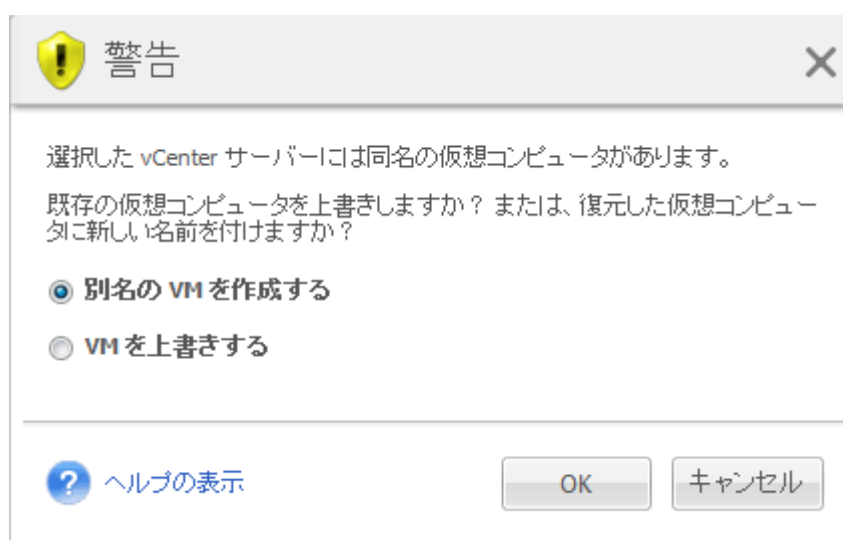 警告
選択した vCenter サーバーには同名の仮想コンピュータがあります。
既存の仮想コンピュータを上書きしますか? または、復元した仮想コンピュー
タに新しい名前を付けますか?
別名の VM を作成する
VM を上書きする
ヘルプの表示
OK
キャンセル